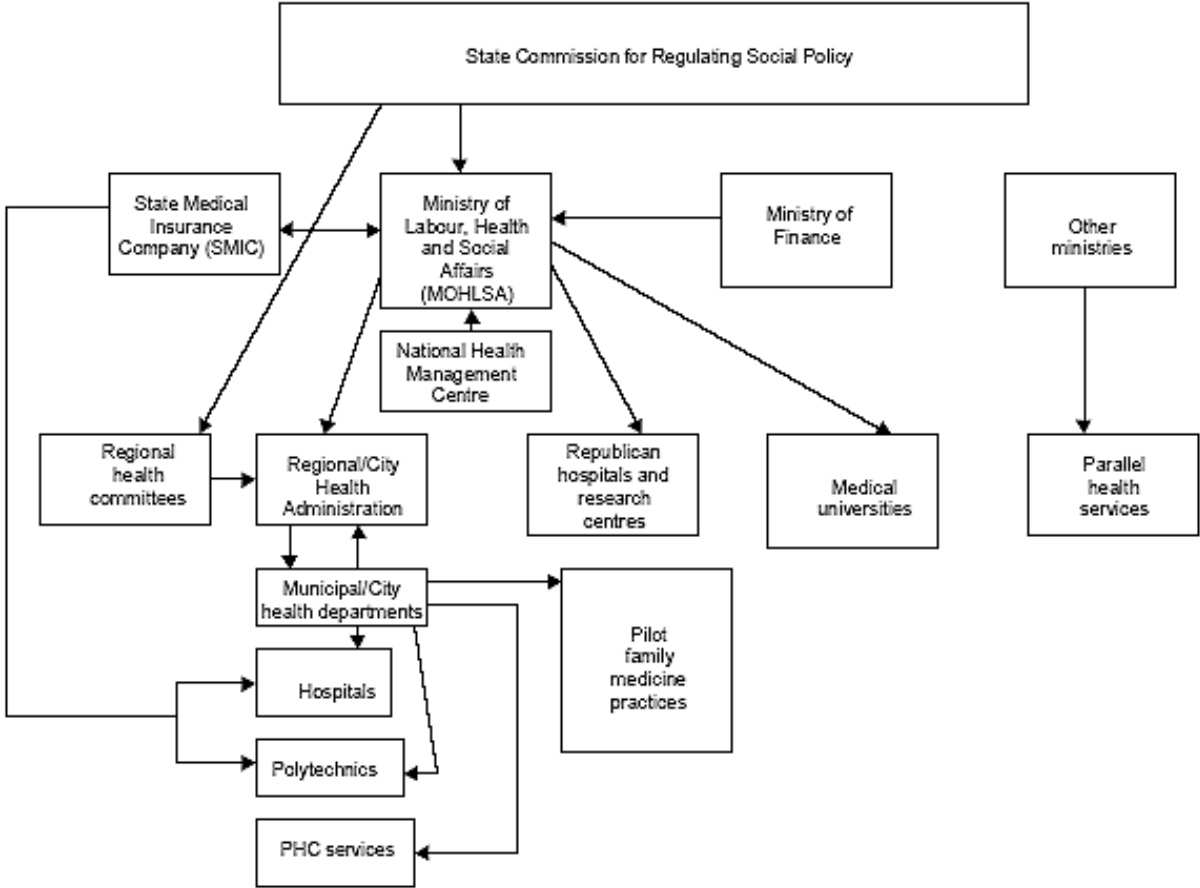 State Commission for Regulating Social Policy
State Medical
Insurance
Company (SMIC)
Ministry of
Labour, Health
and Social
Affairs
(MOHLSA)
Ministry of
Finance
Other
ministries
National Health
Management
Centre
Regional
health
committees
Regional/City
Health
Administration
Republican
hospitals and
research
centres
Medical
universities
Parallel
health
services
Municipal/City
health departments
Pilot
family
medicine
practices
Hospitals
Polytechnics
PHC services